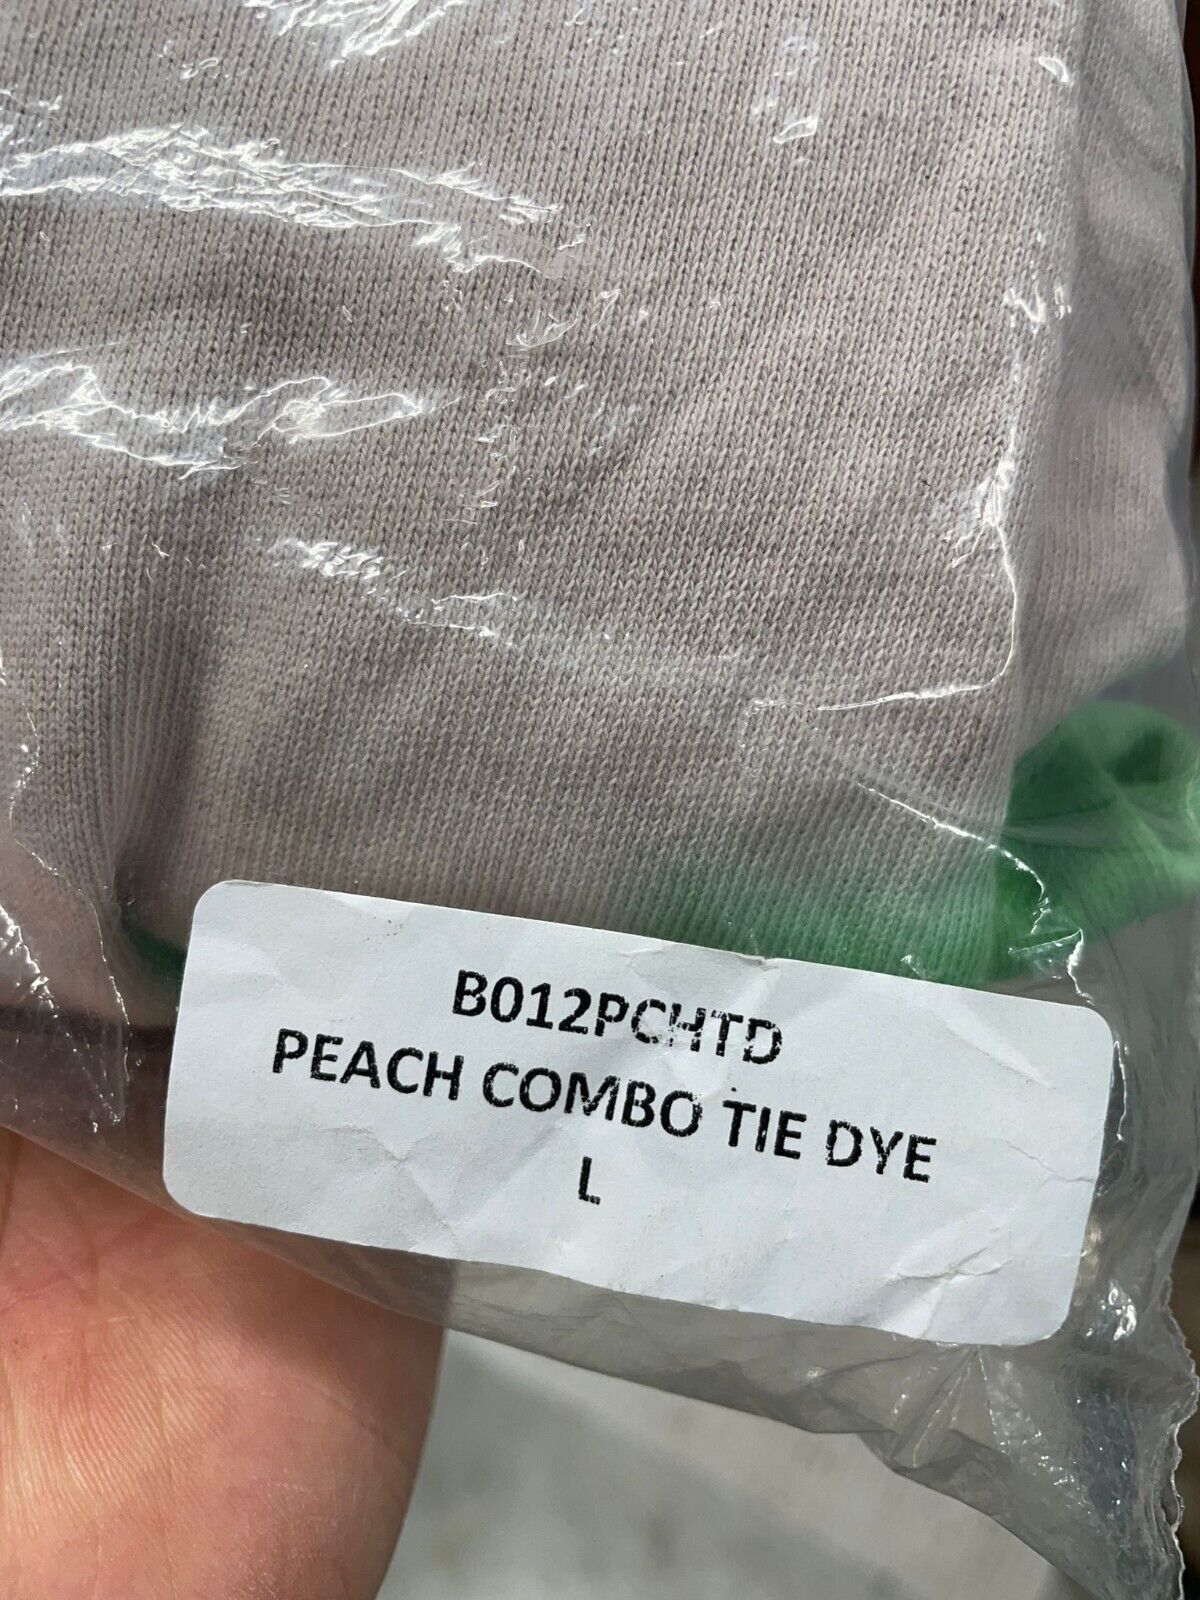 B012PCHTD
PEACH COMBO TIE DYE
L